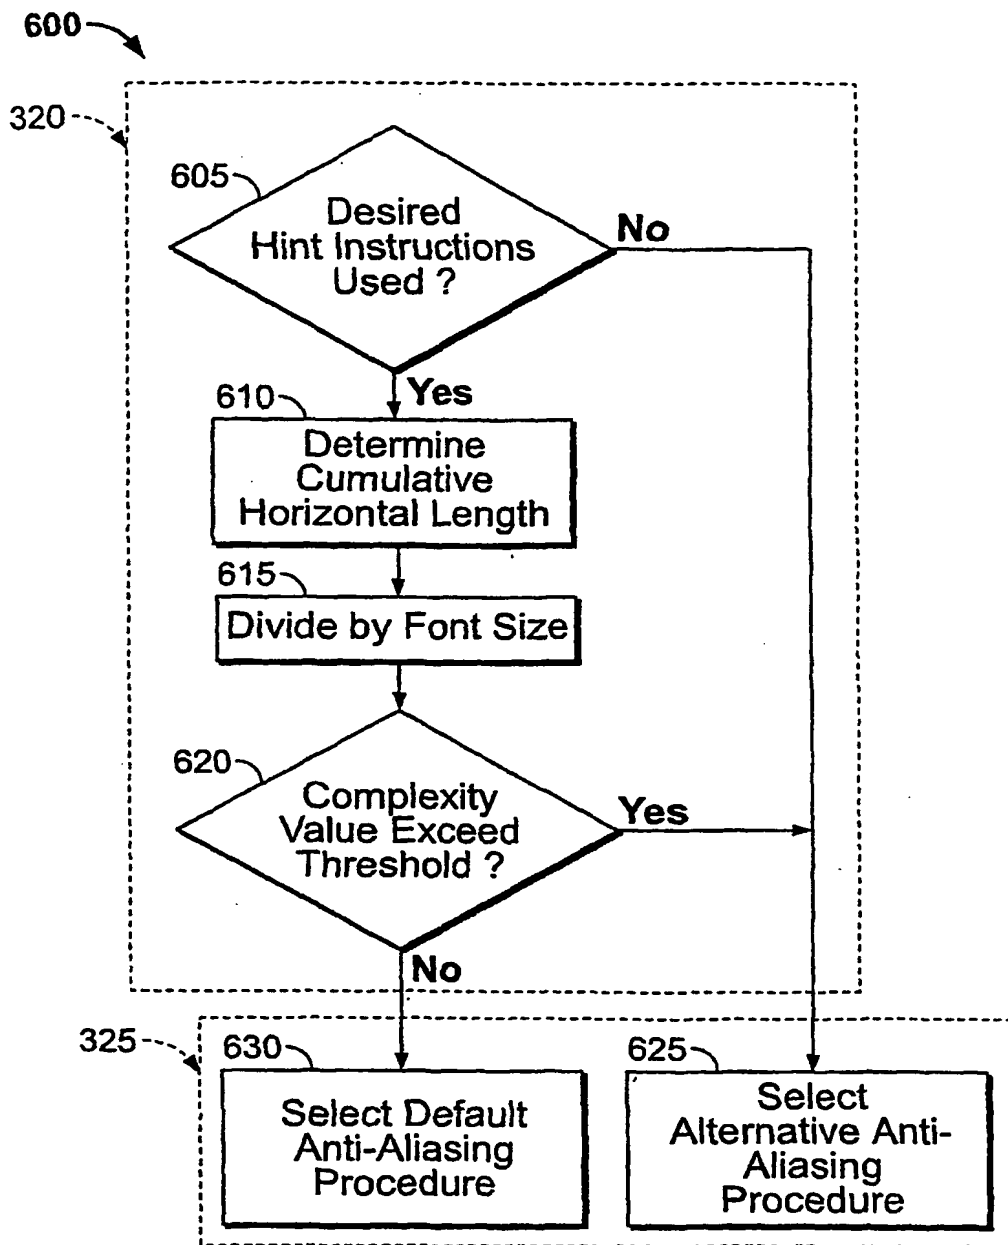 600
320
605
Desired
Hint Instructions
Used ?
No
Yes
610
Determine
Cumulative
Horizontal Length
615
Divide by Font Size
620
Complexity
Value Exceed
Threshold ?
Yes
No
325
630
Select Default
Anti-Aliasing
Procedure
625
Select
Alternative Anti-
Aliasing
Procedure